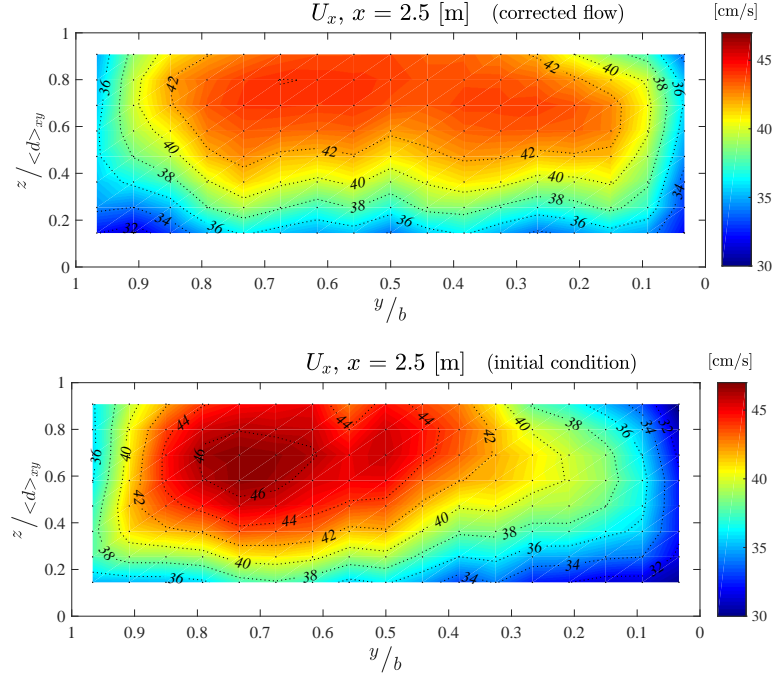 U_x, x = 2.5 [m] (corrected flow) [cm/s]
1
0.8
0.6
0.4
0.2
0
z / <d>_xy
1 0.9 0.8 0.7 0.6 0.5 0.4 0.3 0.2 0.1 0
y / b
45
40
35
30
36 42 42 40 38 36
40 42 42
38 40 40
38 38 34
32 34 36 36 36
U_x, x = 2.5 [m] (initial condition) [cm/s]
1
0.8
0.6
0.4
0.2
0
z / <d>_xy
1 0.9 0.8 0.7 0.6 0.5 0.4 0.3 0.2 0.1 0
y / b
45
40
35
30
44 44 44 40 38 36 34 32
36 40 46 42
42 46
44 40
38 42 38
40 36
36 38 34 34 32